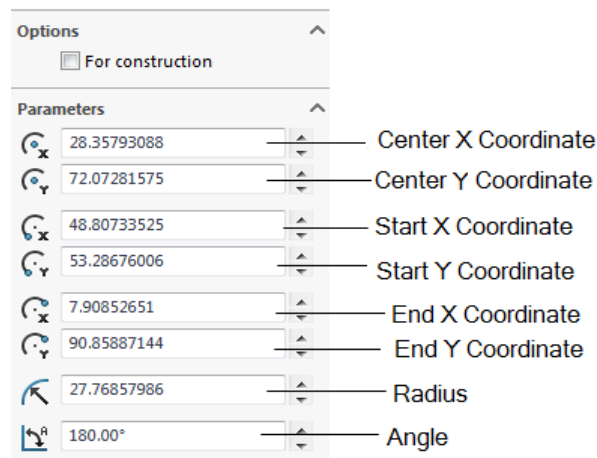 Options
For construction
Parameters
28.35793088 Center X Coordinate
72.07281575 Center Y Coordinate
48.80733525 Start X Coordinate
53.28676006 Start Y Coordinate
7.90852651 End X Coordinate
90.85887144 End Y Coordinate
27.76857986 Radius
180.00° Angle